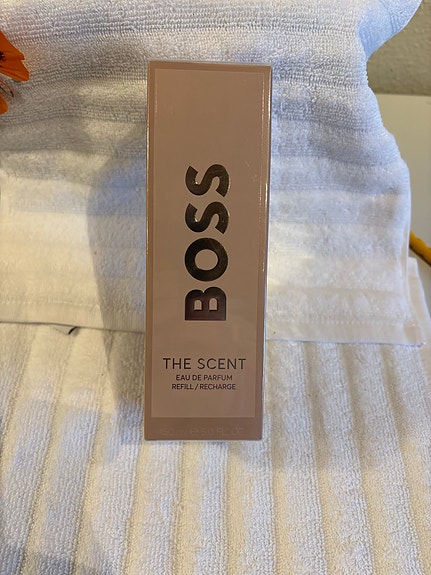 BOSS
THE SCENT
EAU DE PARFUM
REFILL / RECHARGE